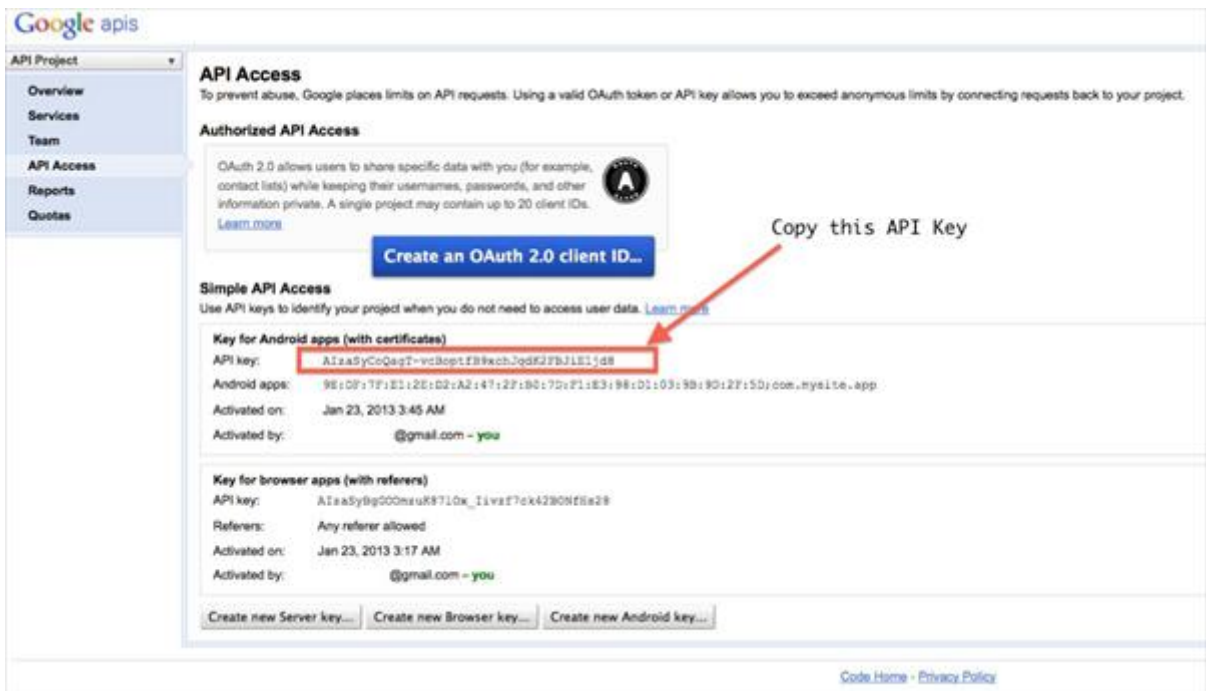 Google apis
API Project
Overview
Services
Team
API Access
Reports
Quotas
API Access
To prevent abuse, Google places limits on API requests. Using a valid OAuth token or API key allows you to exceed anonymous limits by connecting requests back to your project.
Authorized API Access
OAuth 2.0 allows users to share specific data with you (for example,
contact lists) while keeping their usernames, passwords, and other
information private. A single project may contain up to 20 client IDs.
Learn more
Create an OAuth 2.0 client ID...
Copy this API Key
Simple API Access
Use API keys to identify your project when you do not need to access user data. Learn more
Key for Android apps (with certificates)
API key:
Android apps: com.mysite.app
Activated on: Jan 23, 2013 3:45 AM
Activated by: @gmail.com – you
Key for browser apps (with referers)
API key:
Referers: Any referer allowed
Activated on: Jan 23, 2013 3:17 AM
Activated by: @gmail.com – you
Create new Server key... Create new Browser key... Create new Android key...
Code Home - Privacy Policy